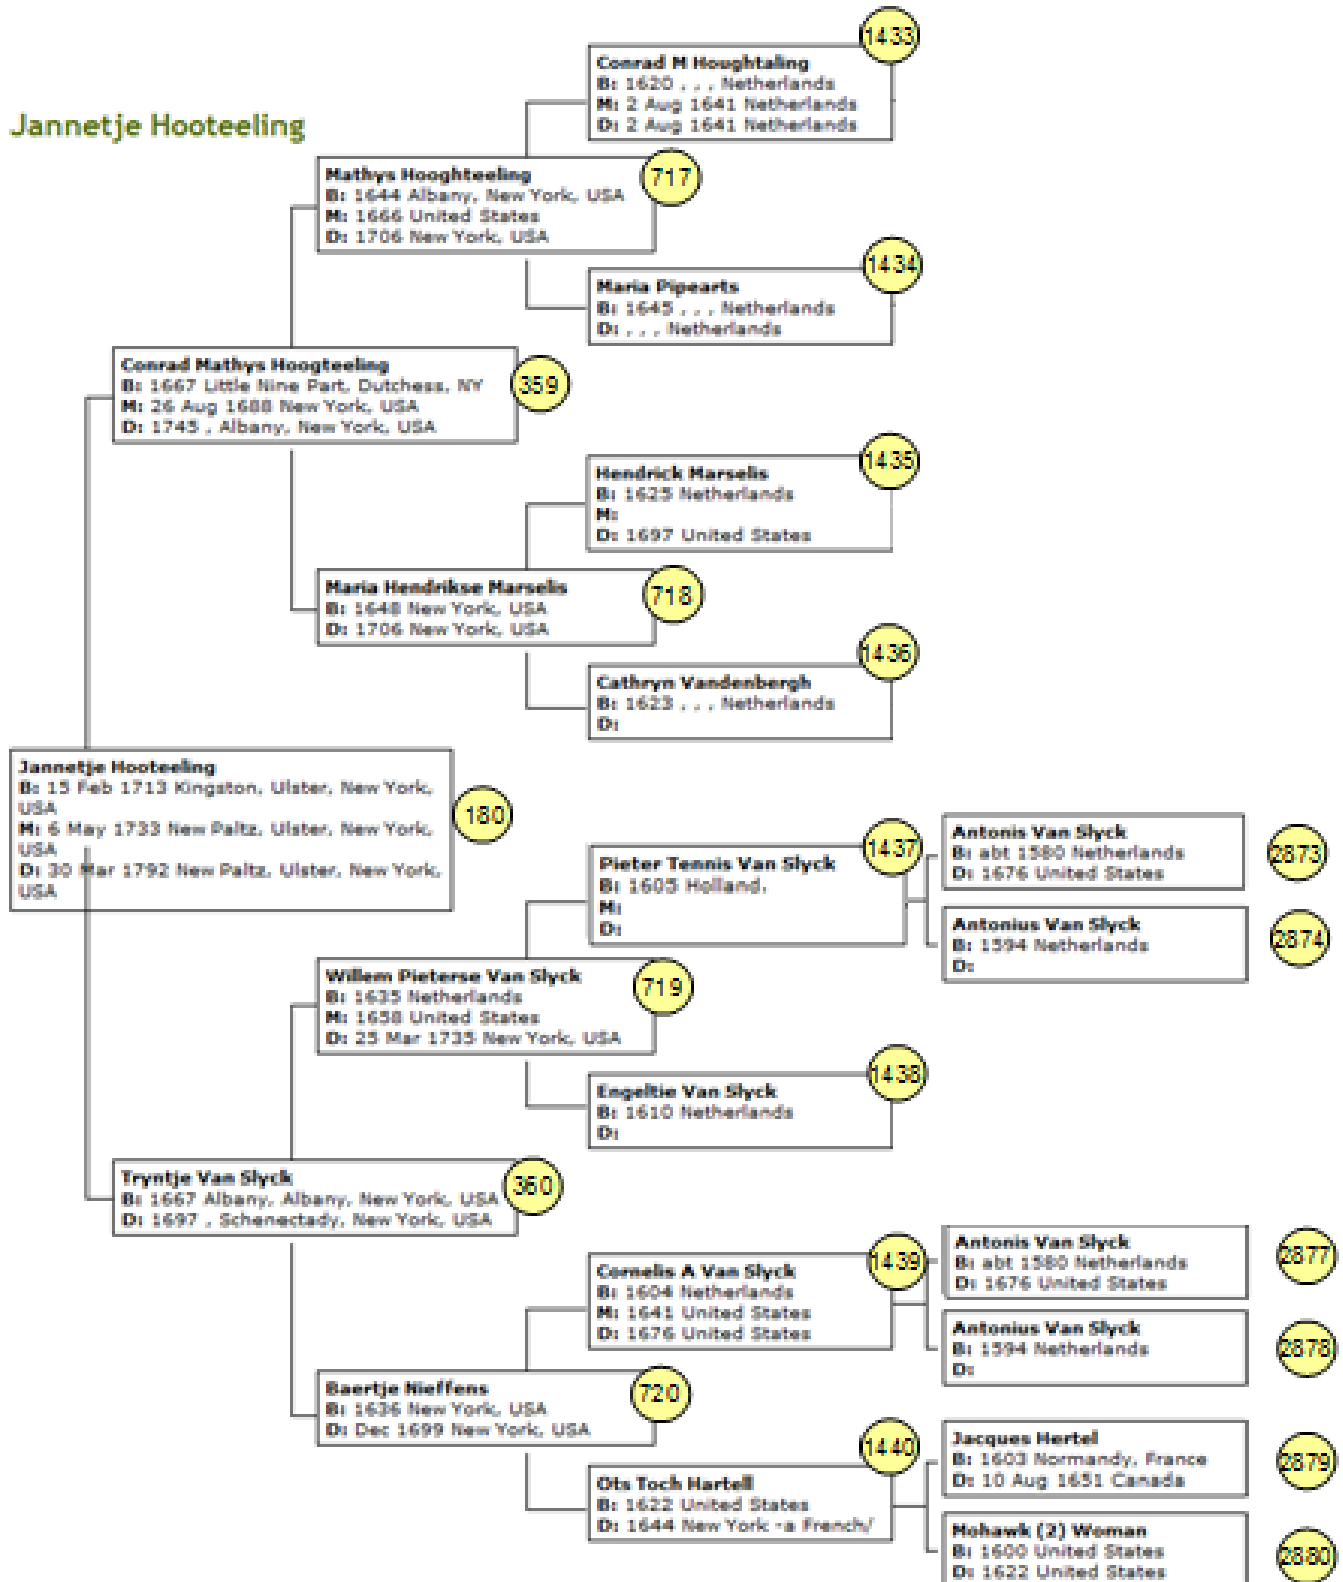 Jannetje Hooteeling
Conrad M Houghtaling
B: 1620 , , , Netherlands
M: 2 Aug 1641 Netherlands
D: 2 Aug 1641 Netherlands
1433
Mathys Hooghteeling
B: 1644 Albany, New York, USA
M: 1666 United States
D: 1706 New York, USA
717
Maria Pipearts
B: 1645 , , , Netherlands
D: , , , Netherlands
1434
Conrad Mathys Hoogteeling
B: 1667 Little Nine Part, Dutchess, NY
M: 26 Aug 1688 New York, USA
D: 1745 , Albany, New York, USA
359
Hendrick Marselis
B: 1625 Netherlands
M:
D: 1697 United States
1435
Maria Hendrikse Marselis
B: 1648 New York, USA
D: 1706 New York, USA
718
Cathryn Vandenbergh
B: 1623 , , , Netherlands
D:
1436
Jannetje Hooteeling
B: 15 Feb 1713 Kingston, Ulster, New York,
USA
M: 6 May 1733 New Paltz, Ulster, New York,
USA
D: 30 Mar 1792 New Paltz, Ulster, New York,
USA
180
Pieter Tennis Van Slyck
B: 1605 Holland,
M:
D:
1437
Antonis Van Slyck
B: abt 1580 Netherlands
D: 1676 United States
2873
Antonius Van Slyck
B: 1594 Netherlands
D:
2874
Willem Pieterse Van Slyck
B: 1635 Netherlands
M: 1658 United States
D: 25 Mar 1735 New York, USA
719
Engeltie Van Slyck
B: 1610 Netherlands
D:
1438
Tryntje Van Slyck
B: 1667 Albany, Albany, New York, USA
D: 1697 , Schenectady, New York, USA
360
Cornelis A Van Slyck
B: 1604 Netherlands
M: 1641 United States
D: 1676 United States
1439
Antonis Van Slyck
B: abt 1580 Netherlands
D: 1676 United States
2877
Antonius Van Slyck
B: 1594 Netherlands
D:
2878
Baertje Nieffens
B: 1636 New York, USA
D: Dec 1699 New York, USA
720
Ots Toch Hartell
B: 1622 United States
D: 1644 New York -a French/
1440
Jacques Hertel
B: 1603 Normandy, France
D: 10 Aug 1651 Canada
2879
Mohawk (2) Woman
B: 1600 United States
D: 1622 United States
2880